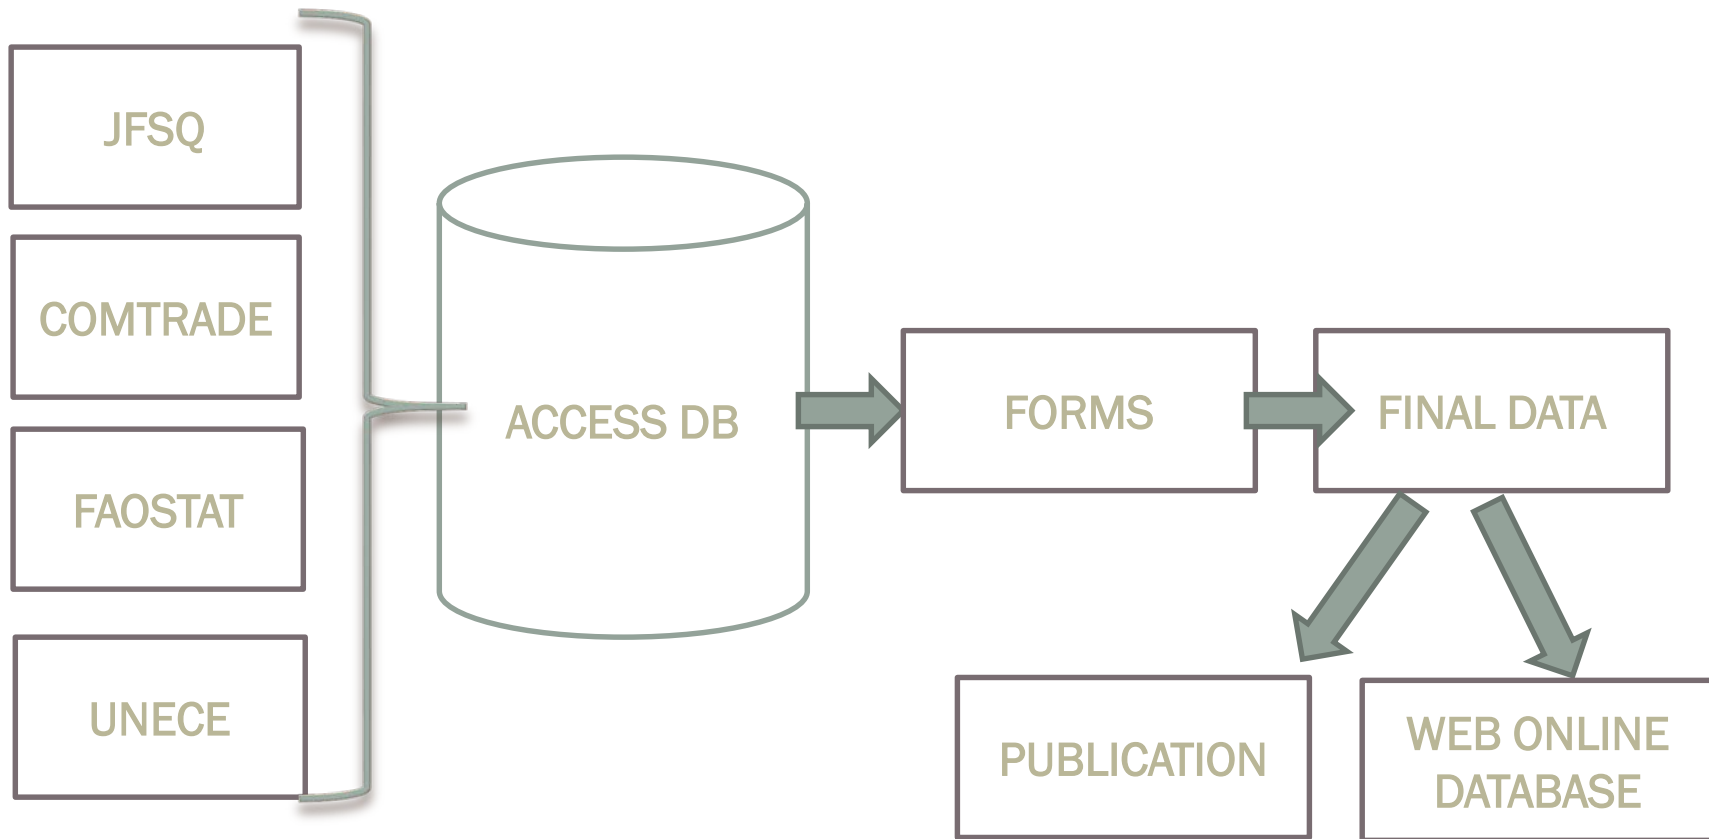 JFSQ
COMTRADE
FAOSTAT
UNECE
ACCESS DB
FORMS
FINAL DATA
PUBLICATION
WEB ONLINE
DATABASE